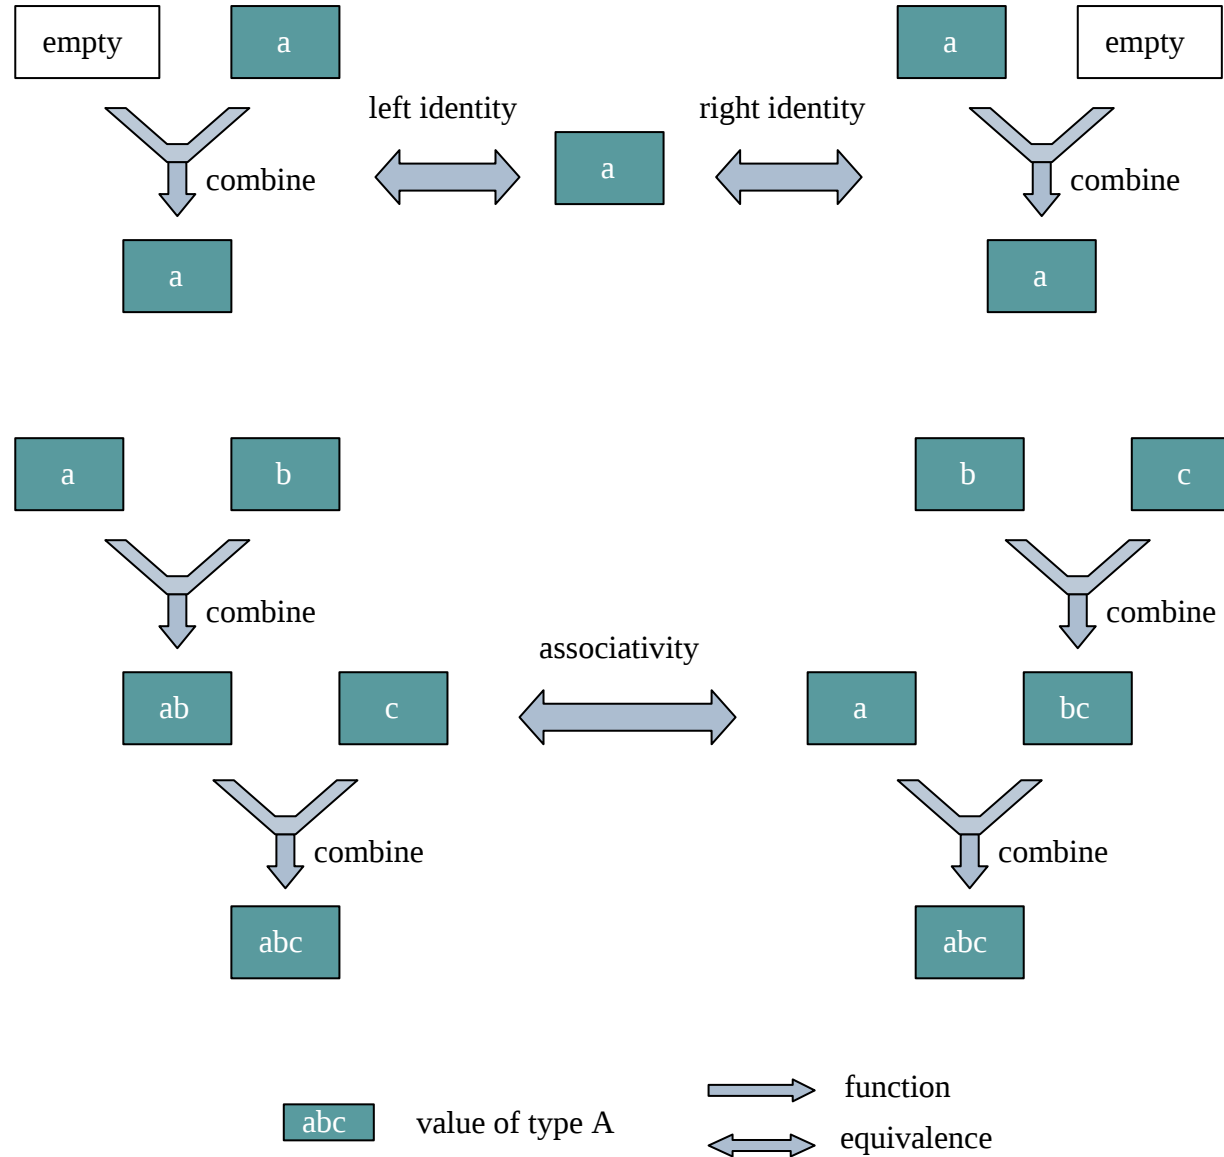 empty a a empty
left identity right identity
a
combine combine
a a
a b b c
combine combine
associativity
ab c a bc
combine combine
abc abc
function
abc value of type A
equivalence